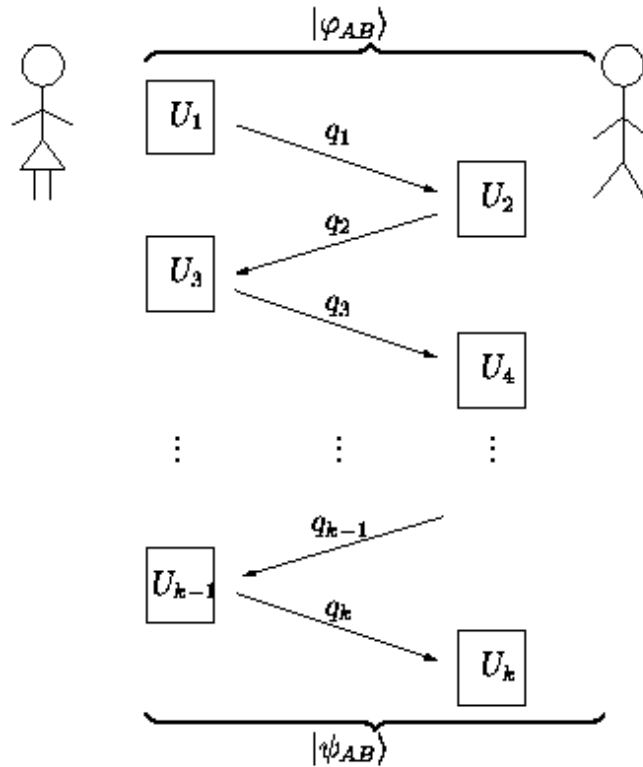 |φ_AB⟩
U_1
q_1
U_2
q_2
U_3
q_3
U_4
⋮ ⋮ ⋮
q_{k−1}
U_{k−1}
q_k
U_k
|ψ_AB⟩